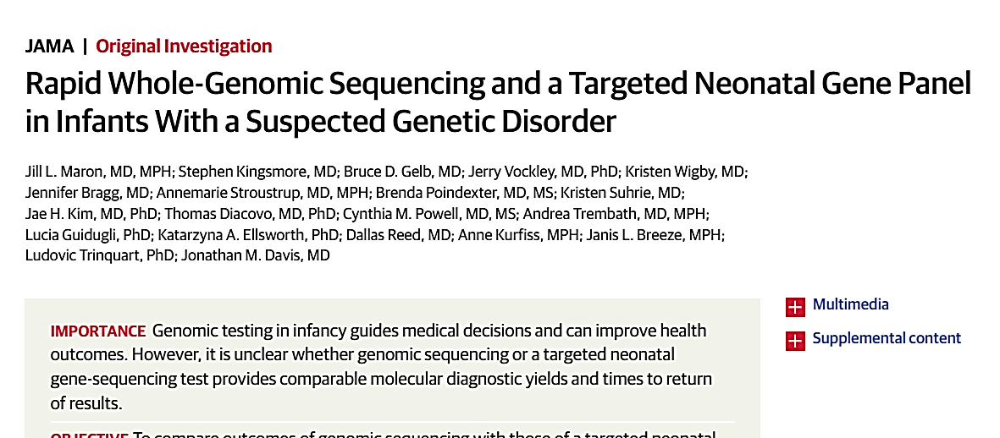 JAMA | Original Investigation
Rapid Whole-Genomic Sequencing and a Targeted Neonatal Gene Panel
in Infants With a Suspected Genetic Disorder
Jill L. Maron, MD, MPH; Stephen Kingsmore, MD; Bruce D. Gelb, MD; Jerry Vockley, MD, PhD; Kristen Wigby, MD;
Jennifer Bragg, MD; Annemarie Stroustrup, MD, MPH; Brenda Poindexter, MD, MS; Kristen Suhrie, MD;
Jae H. Kim, MD, PhD; Thomas Diacovo, MD, PhD; Cynthia M. Powell, MD, MS; Andrea Trembath, MD, MPH;
Lucia Guidugli, PhD; Katarzyna A. Ellsworth, PhD; Dallas Reed, MD; Anne Kurfiss, MPH; Janis L. Breeze, MPH;
Ludovic Trinquart, PhD; Jonathan M. Davis, MD
Multimedia
Supplemental content
IMPORTANCE Genomic testing in infancy guides medical decisions and can improve health
outcomes. However, it is unclear whether genomic sequencing or a targeted neonatal
gene-sequencing test provides comparable molecular diagnostic yields and times to return
of results.
OBJECTIVE To compare outcomes of genomic sequencing with those of a targeted neonatal